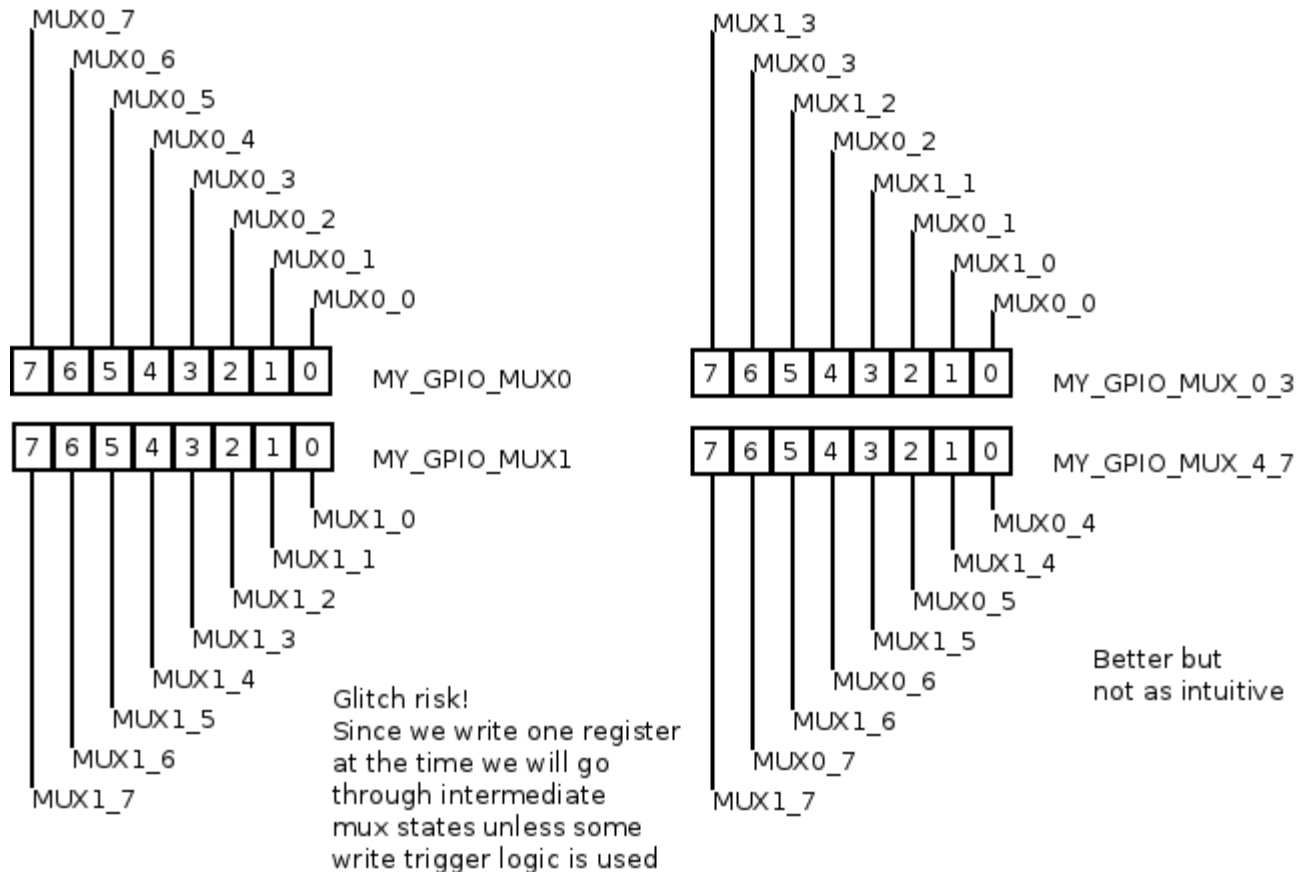 MUX0_7
MUX0_6
MUX0_5
MUX0_4
MUX0_3
MUX0_2
MUX0_1
MUX0_0
7 6 5 4 3 2 1 0
MY_GPIO_MUX0
7 6 5 4 3 2 1 0
MY_GPIO_MUX1
MUX1_0
MUX1_1
MUX1_2
MUX1_3
MUX1_4
MUX1_5
MUX1_6
MUX1_7
Glitch risk!
Since we write one register
at the time we will go
through intermediate
mux states unless some
write trigger logic is used
MUX1_3
MUX0_3
MUX1_2
MUX0_2
MUX1_1
MUX0_1
MUX1_0
MUX0_0
7 6 5 4 3 2 1 0
MY_GPIO_MUX_0_3
7 6 5 4 3 2 1 0
MY_GPIO_MUX_4_7
MUX0_4
MUX1_4
MUX0_5
MUX1_5
MUX0_6
MUX1_6
MUX0_7
MUX1_7
Better but
not as intuitive